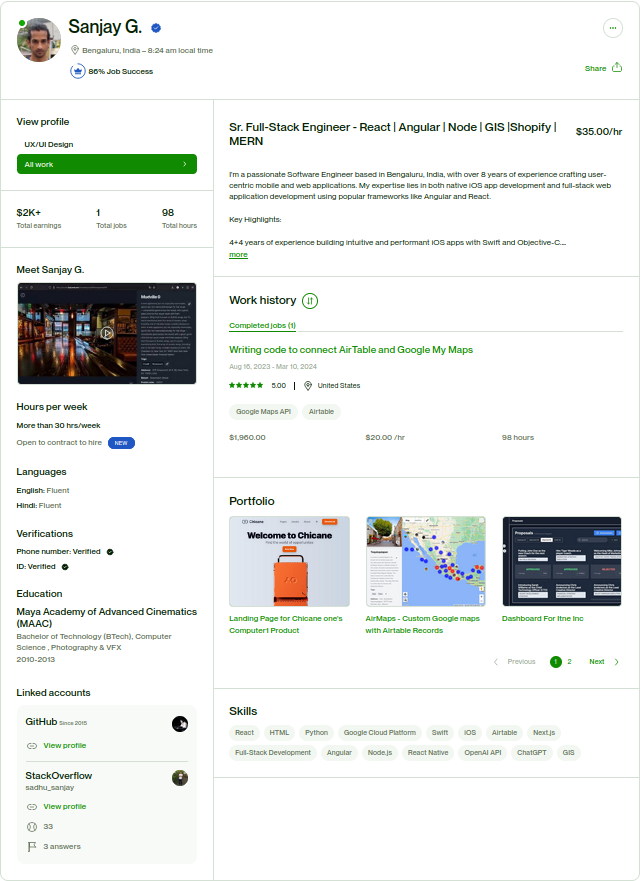 Sanjay G.
Bengaluru, India – 8:24 am local time
86% Job Success
Share
View profile
UX/UI Design
All work
$2K+
Total earnings
1
Total jobs
98
Total hours
Meet Sanjay G.
Hours per week
More than 30 hrs/week
Open to contract to hire NEW
Languages
English: Fluent
Hindi: Fluent
Verifications
Phone number: Verified
ID: Verified
Education
Maya Academy of Advanced Cinematics
(MAAC)
Bachelor of Technology (BTech), Computer
Science , Photography & VFX
2010-2013
Linked accounts
GitHub Since 2015
View profile
StackOverflow
sadhu_sanjay
View profile
33
3 answers
Sr. Full-Stack Engineer - React | Angular | Node | GIS |Shopify |
MERN
$35.00/hr
I'm a passionate Software Engineer based in Bengaluru, India, with over 8 years of experience crafting user-
centric mobile and web applications. My expertise lies in both native iOS app development and full-stack web
application development using popular frameworks like Angular and React.
Key Highlights:
4+4 years of experience building intuitive and performant iOS apps with Swift and Objective-C...
more
Work history
Completed jobs (1)
Writing code to connect AirTable and Google My Maps
Aug 16, 2023 - Mar 10, 2024
5.00 | United States
Google Maps API Airtable
$1,960.00 $20.00 /hr 98 hours
Portfolio
Chicane
Welcome to Chicane
Find the world of opportunities
Proposals
Landing Page for Chicane one's
Computer1 Product
AirMaps - Custom Google maps
with Airtable Records
Dashboard For Itne Inc
Previous 1 2 Next
Skills
React HTML Python Google Cloud Platform Swift iOS Airtable Next.js
Full-Stack Development Angular Node.js React Native OpenAI API ChatGPT GIS